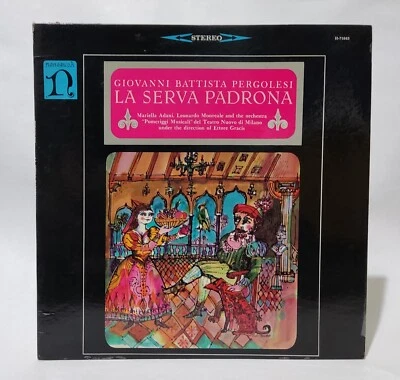 STEREO
NONESUCH
GIOVANNI BATTISTA PERGOLESI
LA SERVA PADRONA
Mariella Adani, Leonardo Monreale and the orchestra
"Pomeriggi Musicali" del Teatro Nuovo di Milano
under the direction of Ettore Gracis